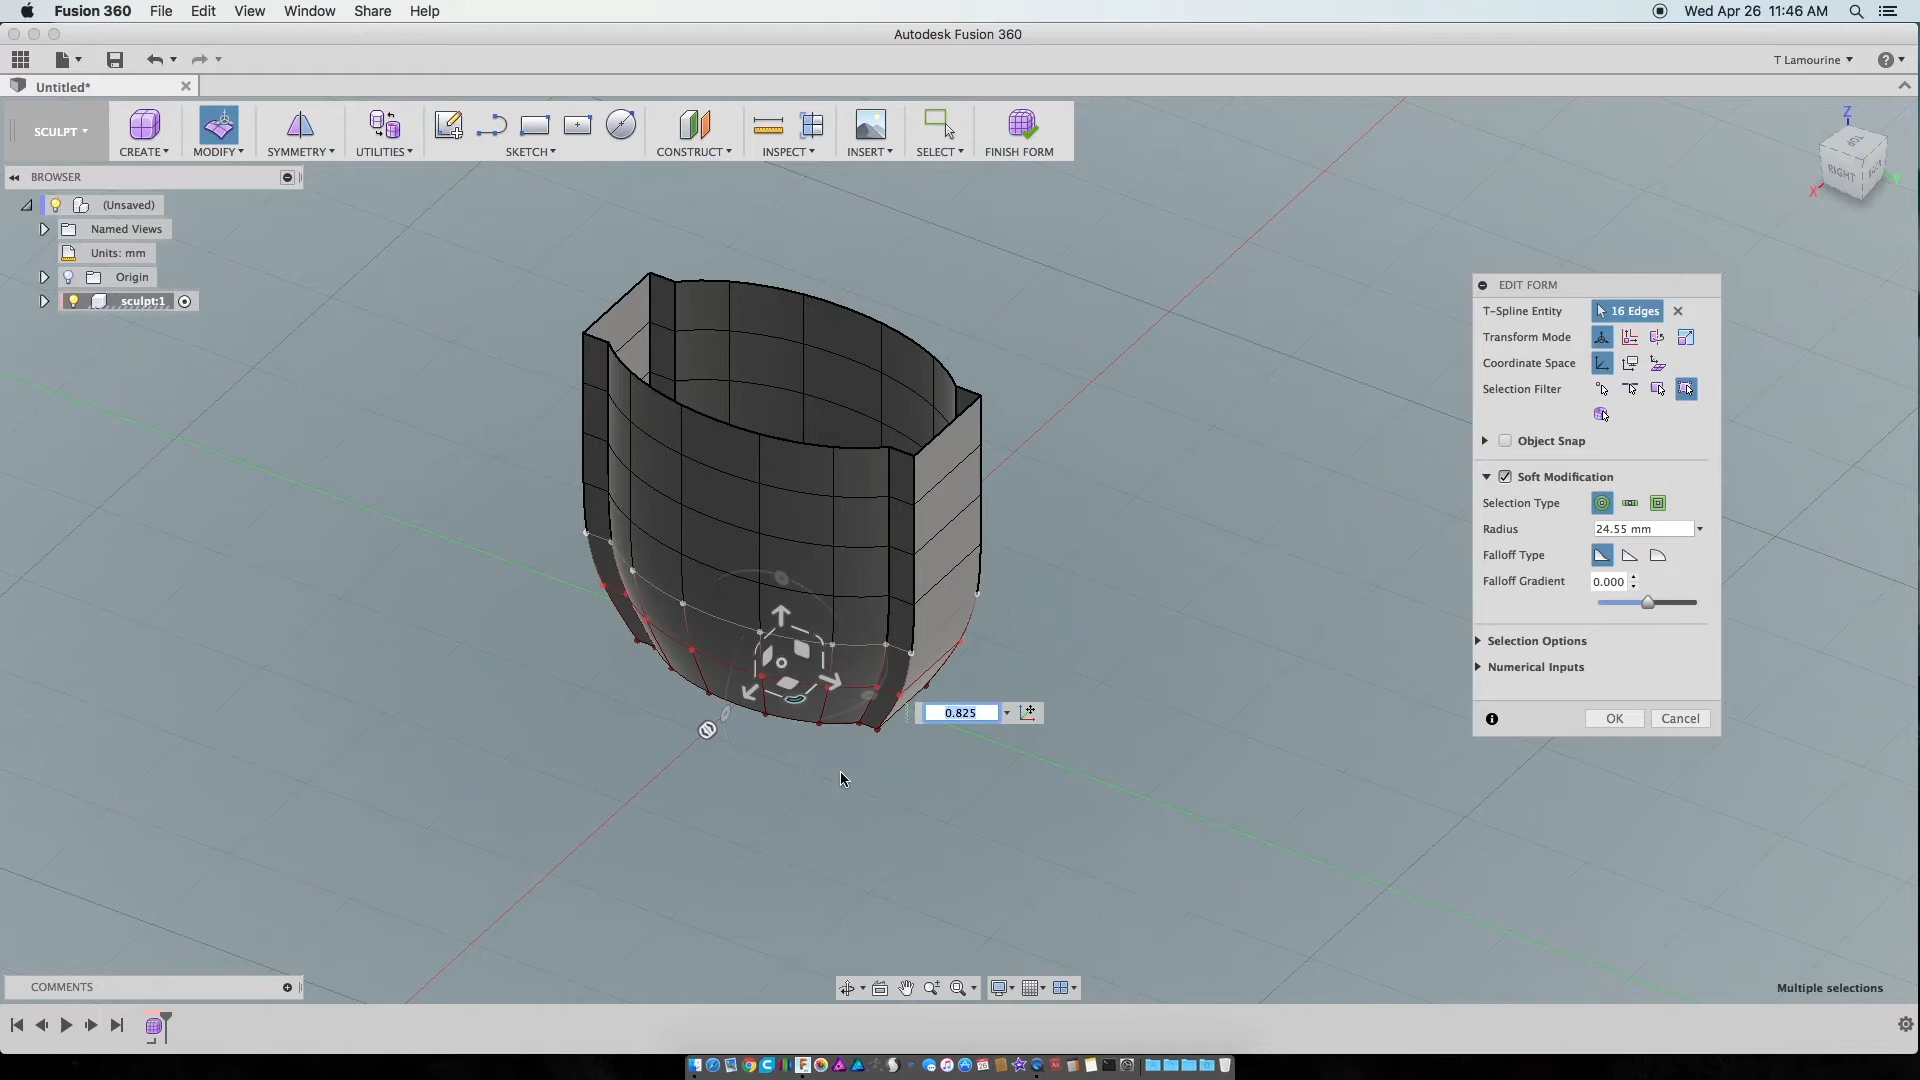 Fusion 360 File Edit View Window Share Help Wed Apr 26 11:46 AM
Autodesk Fusion 360
T Lamourine
Untitled*
SCULPT CREATE MODIFY SYMMETRY UTILITIES SKETCH CONSTRUCT INSPECT INSERT SELECT FINISH FORM
BROWSER
(Unsaved)
Named Views
Units: mm
Origin
sculpt:1
Z
TOP
RIGHT
BACK
X
Y
EDIT FORM
T-Spline Entity 16 Edges
Transform Mode
Coordinate Space
Selection Filter
Object Snap
Soft Modification
Selection Type
Radius 24.55 mm
Falloff Type
Falloff Gradient 0.000
Selection Options
Numerical Inputs
OK Cancel
0.825
COMMENTS
Multiple selections